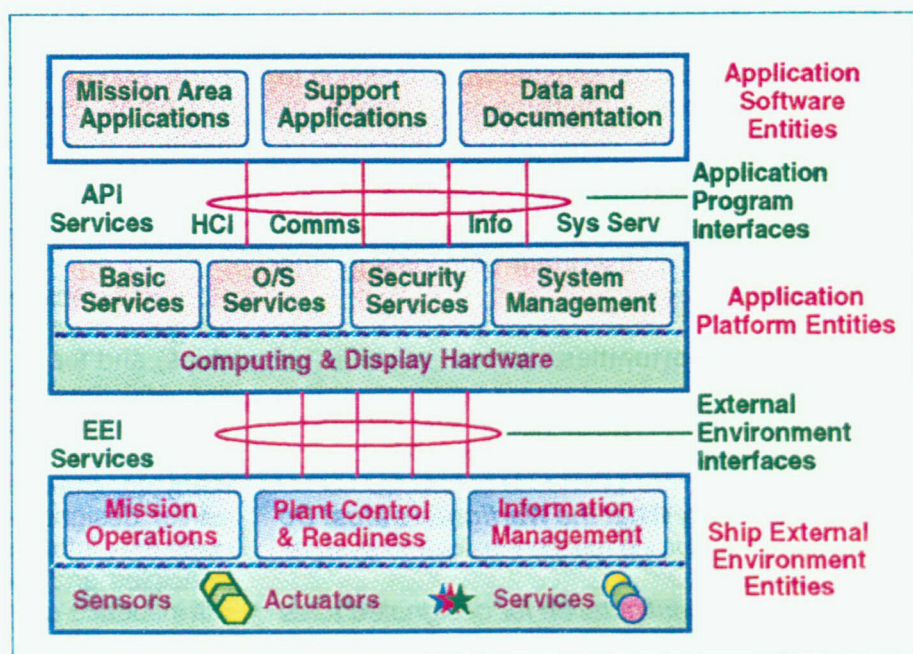 Mission Area
Applications
Support
Applications
Data and
Documentation
Application
Software
Entities
API
Services
HCI
Comms
Info
Sys Serv
Application
Program
Interfaces
Basic
Services
O/S
Services
Security
Services
System
Management
Computing & Display Hardware
Application
Platform Entities
EEI
Services
External
Environment
Interfaces
Mission
Operations
Plant Control
& Readiness
Information
Management
Sensors
Actuators
Services
Ship External
Environment
Entities